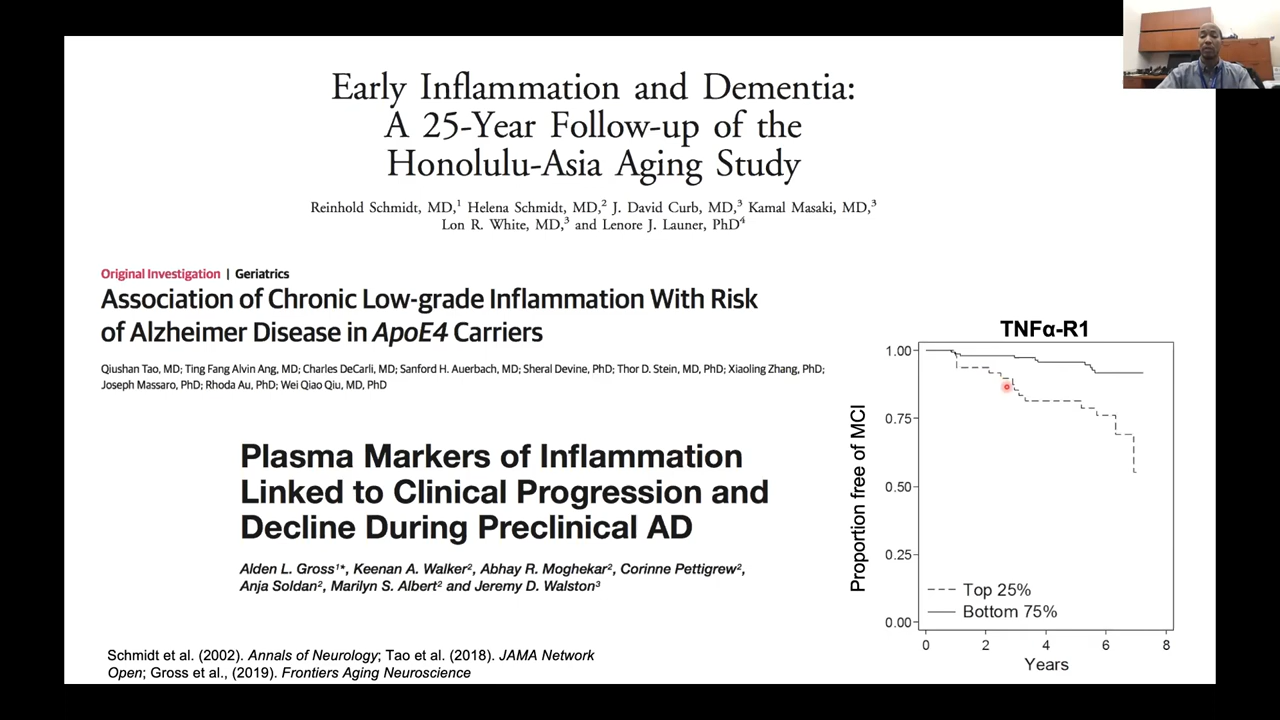 Early Inflammation and Dementia:
A 25-Year Follow-up of the
Honolulu-Asia Aging Study
Reinhold Schmidt, MD,¹ Helena Schmidt, MD,² J. David Curb, MD,³ Kamal Masaki, MD,³
Lon R. White, MD,³ and Lenore J. Launer, PhD⁴
Original Investigation | Geriatrics
Association of Chronic Low-grade Inflammation With Risk
of Alzheimer Disease in ApoE4 Carriers
Qiushan Tao, MD; Ting Fang Alvin Ang, MD; Charles DeCarli, MD; Sanford H. Auerbach, MD; Sheral Devine, PhD; Thor D. Stein, MD, PhD; Xiaoling Zhang, PhD;
Joseph Massaro, PhD; Rhoda Au, PhD; Wei Qiao Qiu, MD, PhD
Plasma Markers of Inflammation
Linked to Clinical Progression and
Decline During Preclinical AD
Alden L. Gross¹*, Keenan A. Walker², Abhay R. Moghekar², Corinne Pettigrew²,
Anja Soldan², Marilyn S. Albert² and Jeremy D. Walston³
Schmidt et al. (2002). Annals of Neurology; Tao et al. (2018). JAMA Network
Open; Gross et al., (2019). Frontiers Aging Neuroscience
TNFα-R1
Proportion free of MCI
1.00
0.75
0.50
0.25
0.00
Top 25%
Bottom 75%
0 2 4 6 8
Years